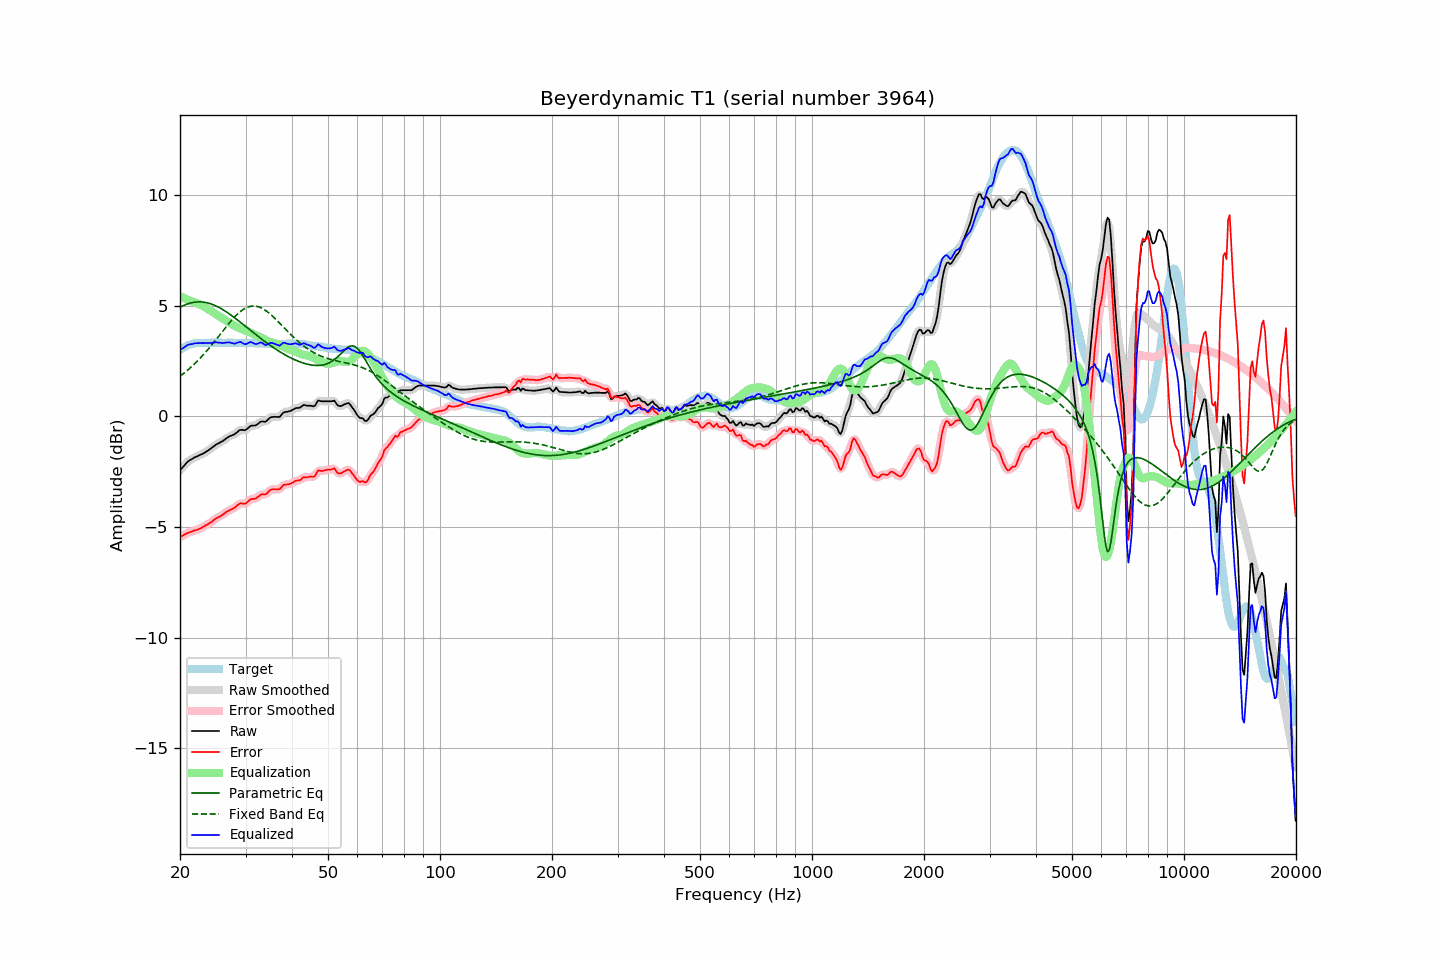 Beyerdynamic T1 (serial number 3964)
Amplitude (dBr)
10
5
0
−5
−10
−15
Target
Raw Smoothed
Error Smoothed
Raw
Error
Equalization
Parametric Eq
Fixed Band Eq
Equalized
20 50 100 200 500 1000 2000 5000 10000 20000
Frequency (Hz)